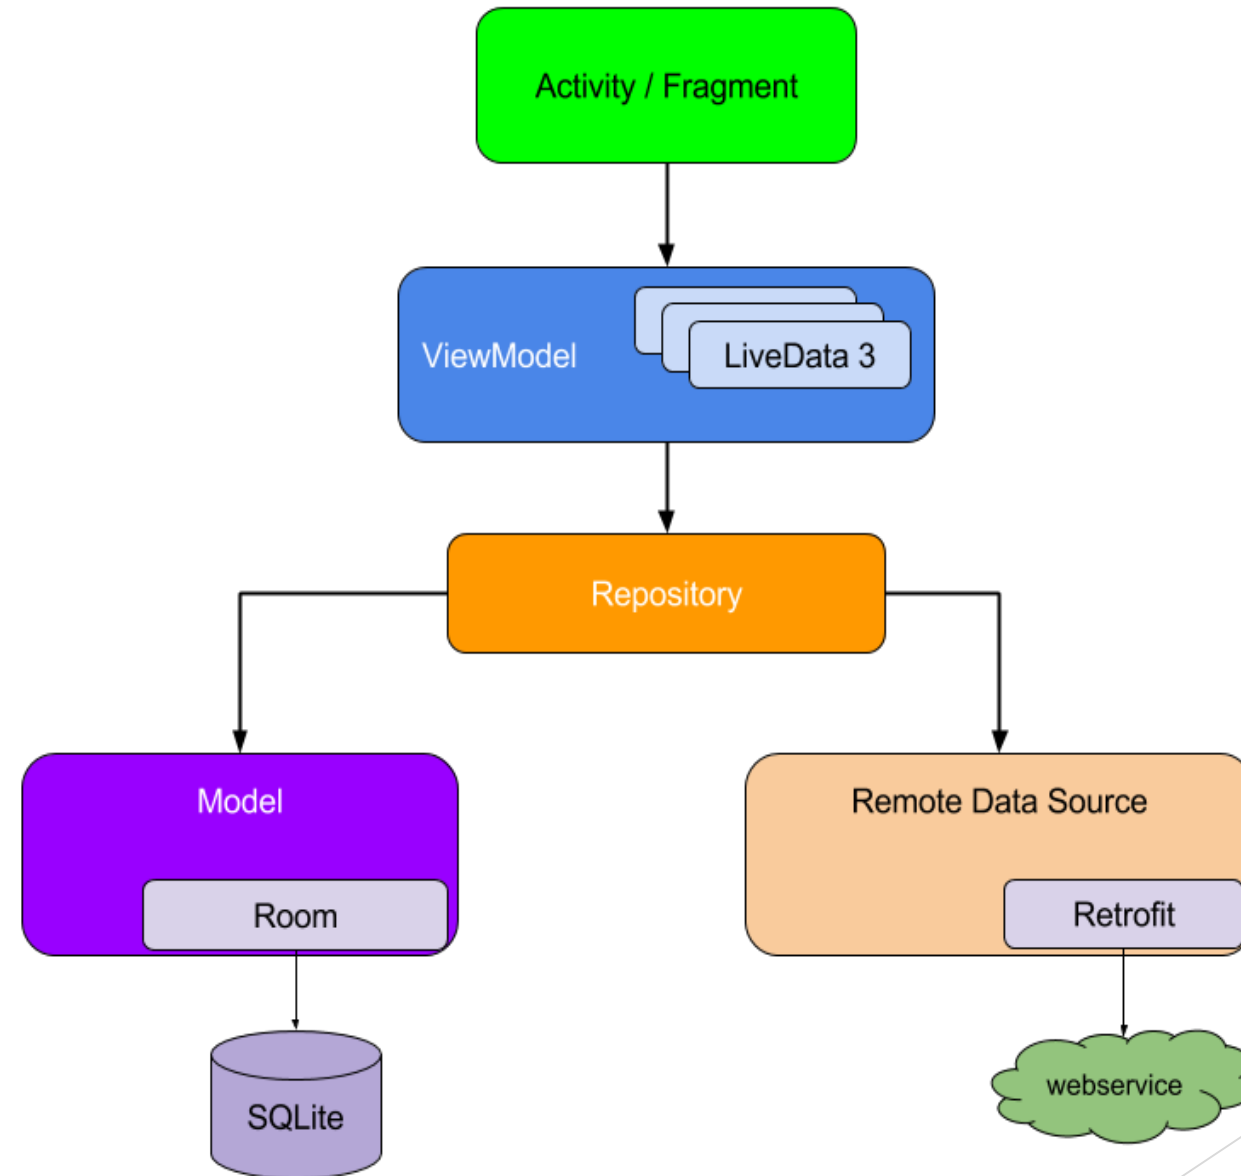 Activity / Fragment
ViewModel
LiveData 3
Repository
Model
Remote Data Source
Room
Retrofit
SQLite
webservice